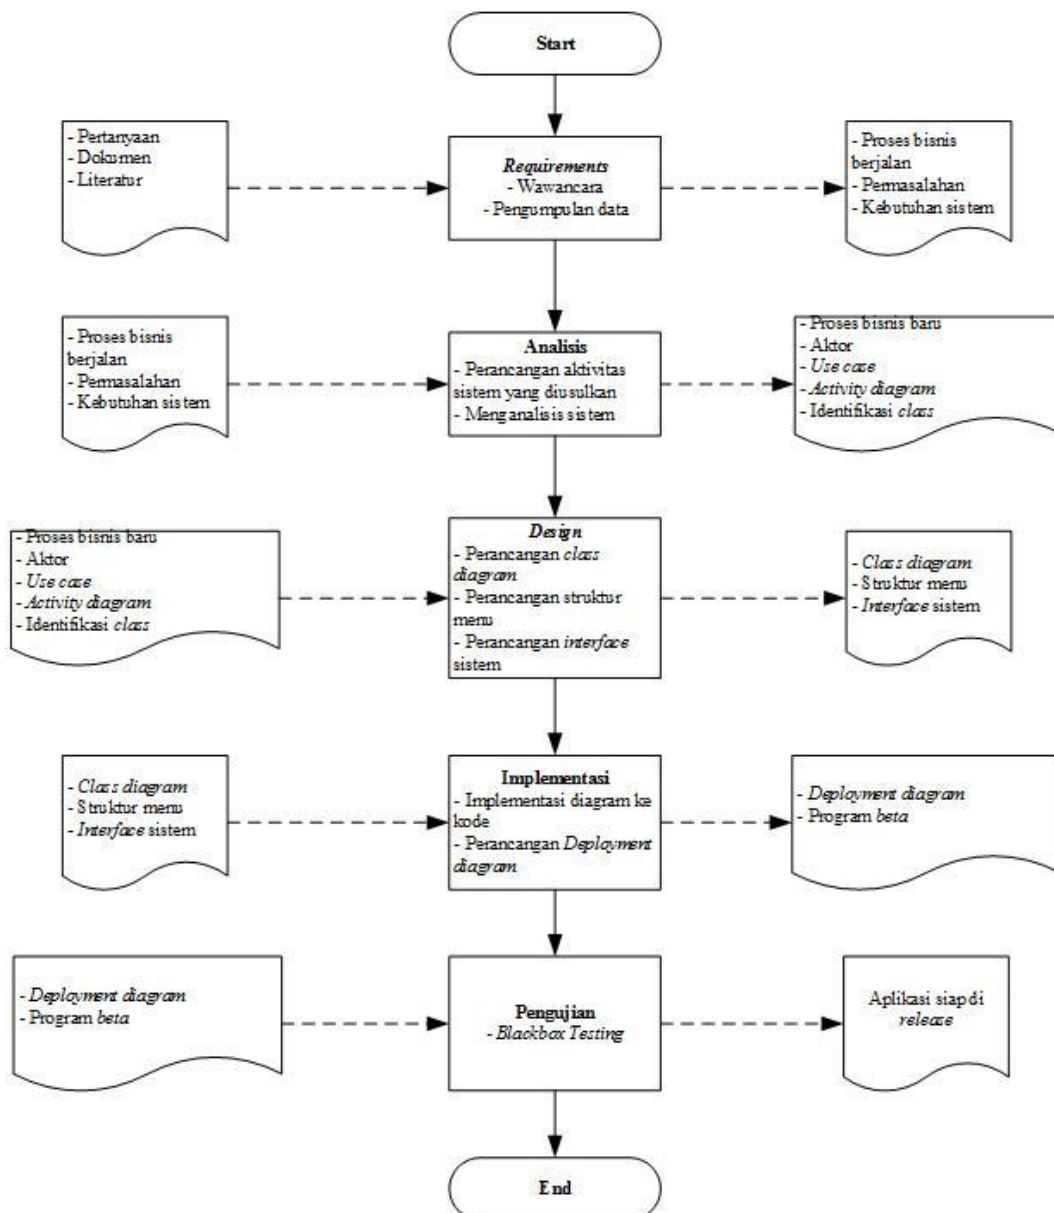 Start
- Pertanyaan
- Dokumen
- Literatur
Requirements
- Wawancara
- Pengumpulan data
- Proses bisnis
berjalan
- Permasalahan
- Kebutuhan sistem
- Proses bisnis
berjalan
- Permasalahan
- Kebutuhan sistem
Analisis
- Perancangan aktivitas
sistem yang diusulkan
- Menganalisis sistem
- Proses bisnis baru
- Aktor
- Use case
- Activity diagram
- Identifikasi class
- Proses bisnis baru
- Aktor
- Use case
- Activity diagram
- Identifikasi class
Design
- Perancangan class
diagram
- Perancangan struktur
menu
- Perancangan interface
sistem
- Class diagram
- Struktur menu
- Interface sistem
- Class diagram
- Struktur menu
- Interface sistem
Implementasi
- Implementasi diagram ke
kode
- Perancangan Deployment
diagram
- Deployment diagram
- Program beta
- Deployment diagram
- Program beta
Pengujian
- Blackbox Testing
Aplikasi siap di
release
End